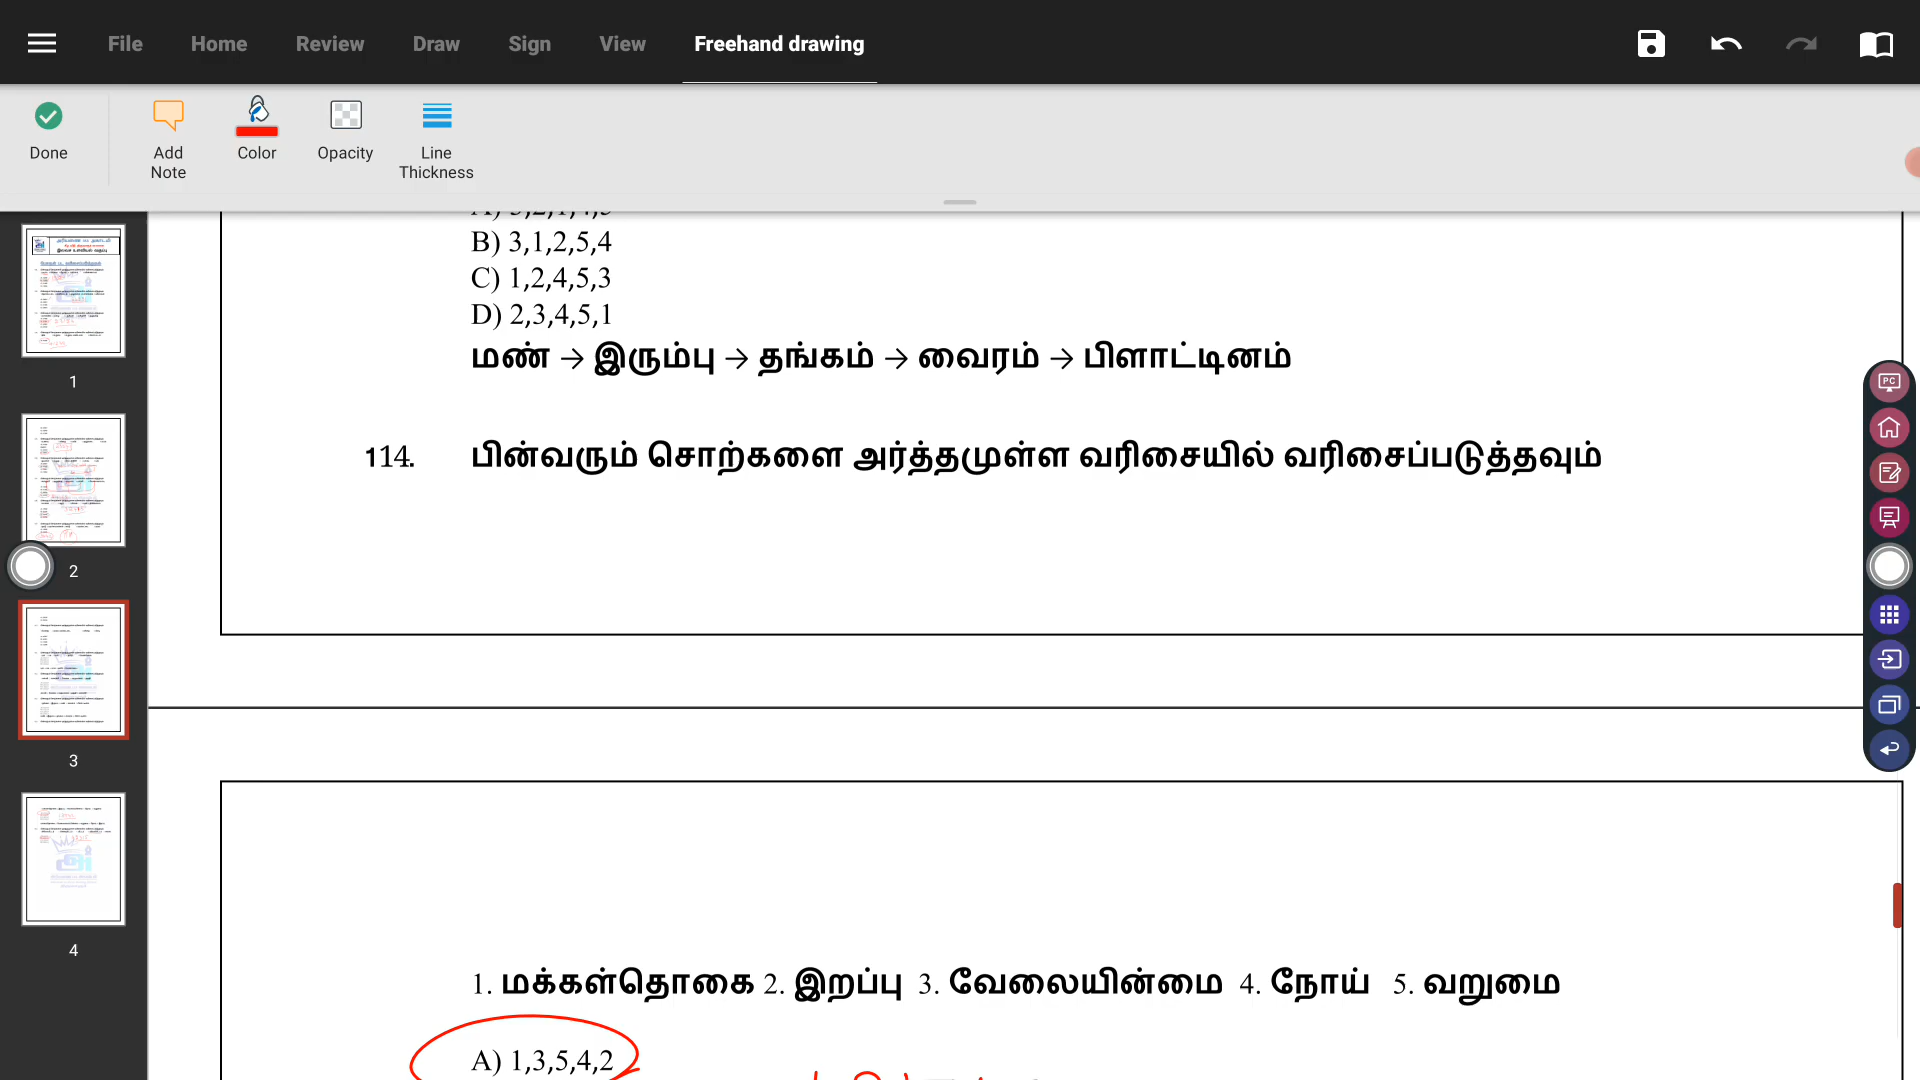 File Home Review Draw Sign View Freehand drawing
Done Add Note Color Opacity Line Thickness
B) 3,1,2,5,4
C) 1,2,4,5,3
D) 2,3,4,5,1
மண் → இரும்பு → தங்கம் → வைரம் → பிளாட்டினம்
114. பின்வரும் சொற்களை அர்த்தமுள்ள வரிசையில் வரிசைப்படுத்தவும்
1. மக்கள்தொகை 2. இறப்பு 3. வேலையின்மை 4. நோய் 5. வறுமை
A) 1,3,5,4,2
1
2
3
4
PC